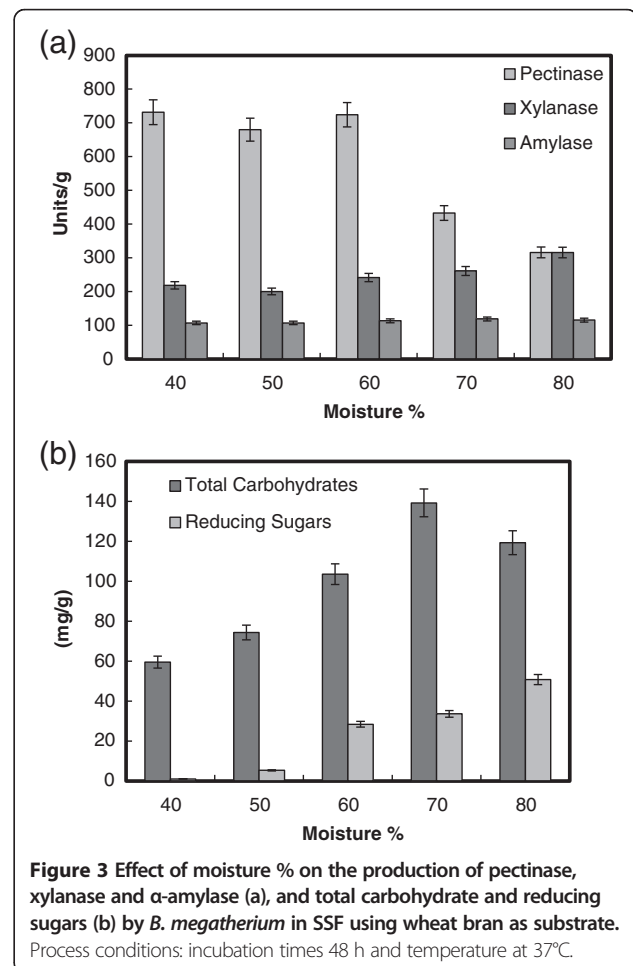 (a)
900
800
700
600
500
400
300
200
100
0
Units/g
Pectinase
Xylanase
Amylase
40 50 60 70 80
Moisture %
(b)
160
140
120
100
80
60
40
20
0
(mg/g)
Total Carbohydrates
Reducing Sugars
40 50 60 70 80
Moisture %
Figure 3 Effect of moisture % on the production of pectinase,
xylanase and α-amylase (a), and total carbohydrate and reducing
sugars (b) by B. megatherium in SSF using wheat bran as substrate.
Process conditions: incubation times 48 h and temperature at 37°C.